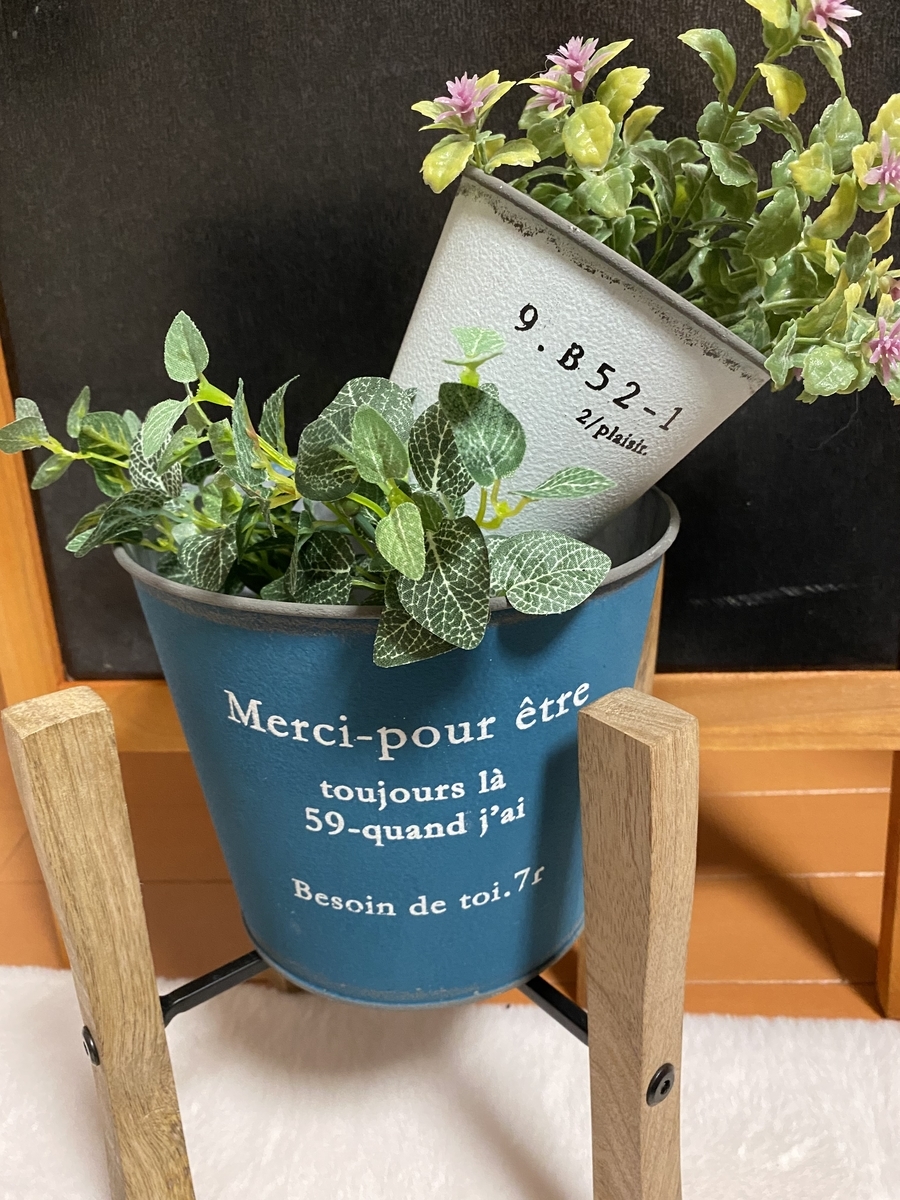 9.B52-1
2/plaisir.
Merci-pour être
toujours là
59-quand j'ai
Besoin de toi.7r